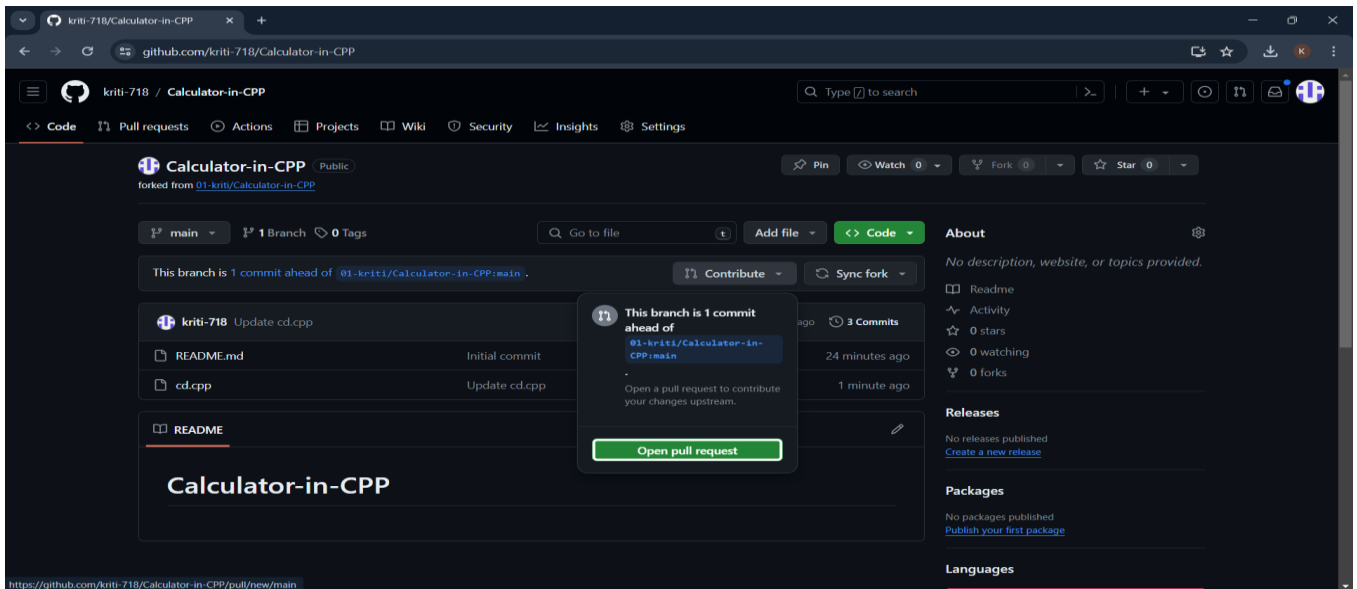 kriti-718/Calculator-in-CPP
github.com/kriti-718/Calculator-in-CPP
K
kriti-718 / Calculator-in-CPP
Type / to search
Code Pull requests Actions Projects Wiki Security Insights Settings
Calculator-in-CPP Public
Pin Watch 0 Fork 0 Star 0
forked from 01-kriti/Calculator-in-CPP
main 1 Branch 0 Tags
Go to file t Add file Code
This branch is 1 commit ahead of 01-kriti/Calculator-in-CPP:main .
Contribute Sync fork
kriti-718 Update cd.cpp
ago 3 Commits
README.md Initial commit 24 minutes ago
cd.cpp Update cd.cpp 1 minute ago
This branch is 1 commit
ahead of
01-kriti/Calculator-in-
CPP:main
.
Open a pull request to contribute
your changes upstream.
Open pull request
README
Calculator-in-CPP
About
No description, website, or topics provided.
Readme
Activity
0 stars
0 watching
0 forks
Releases
No releases published
Create a new release
Packages
No packages published
Publish your first package
Languages
https://github.com/kriti-718/Calculator-in-CPP/pull/new/main